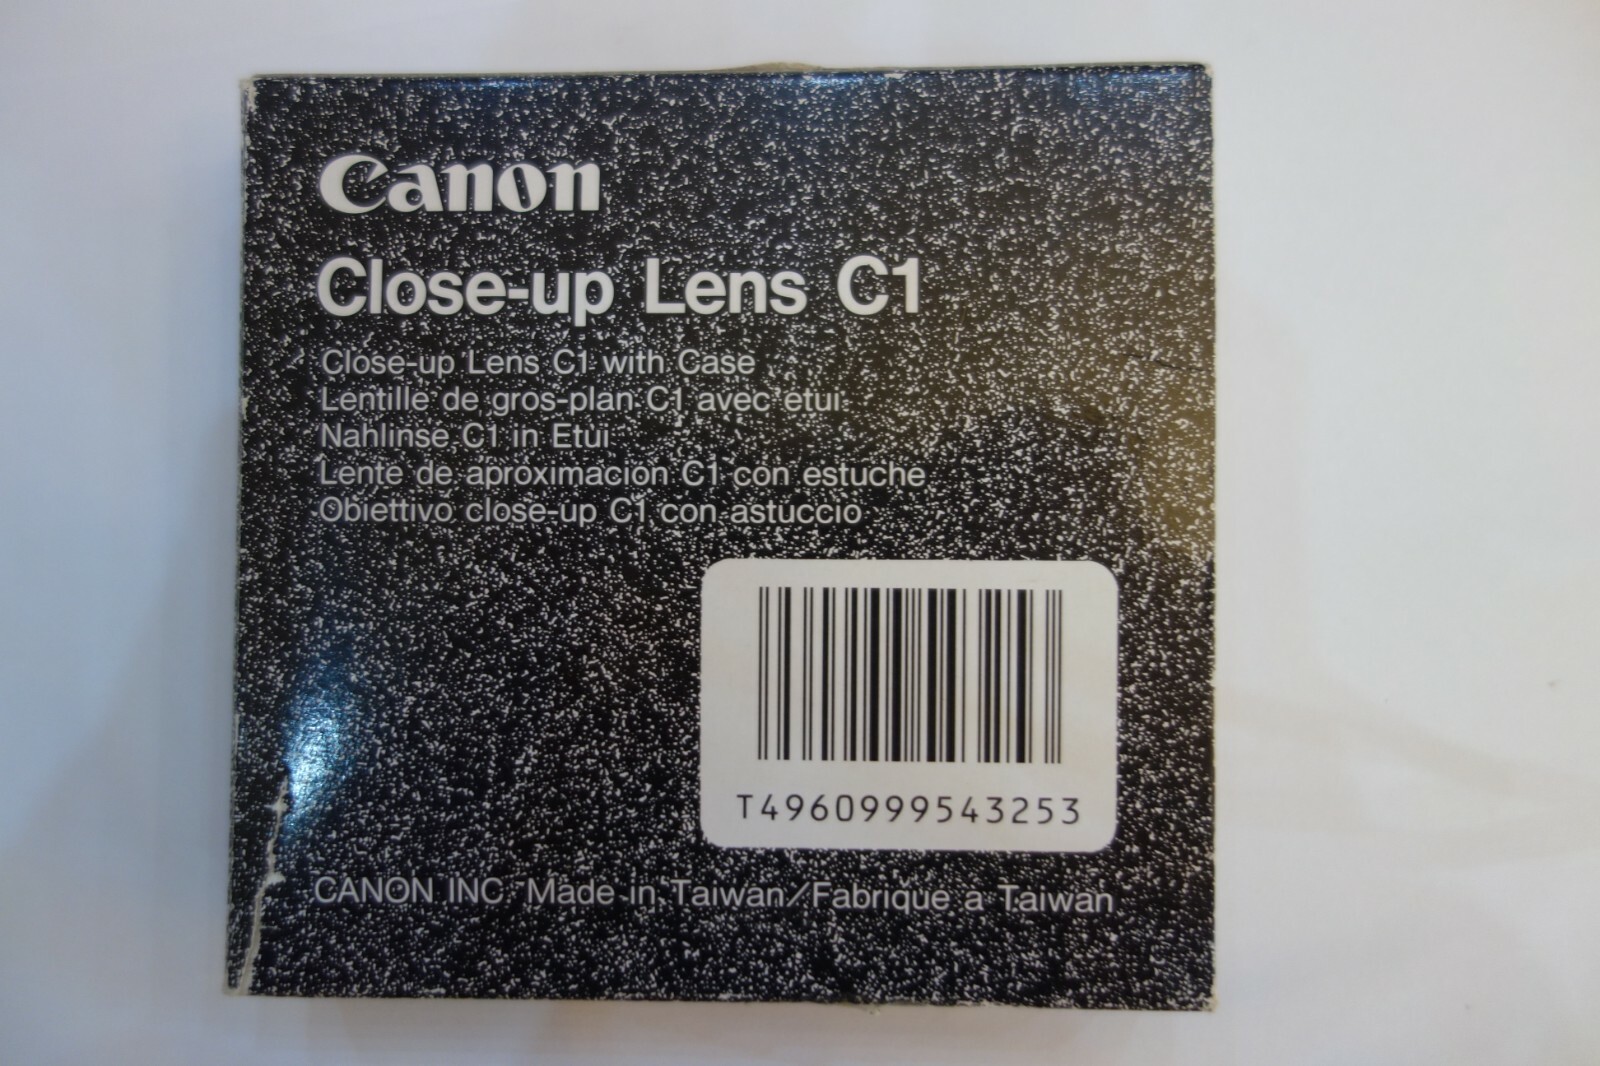 Canon
Close-up Lens C1
Close-up Lens C1 with Case
Lentille de gros-plan C1 avec etui
Nahlinse C1 in Etui
Lente de aproximacion C1 con estuche
Obiettivo close-up C1 con astuccio
T4960999543253
CANON INC. Made in Taiwan/Fabrique a Taiwan